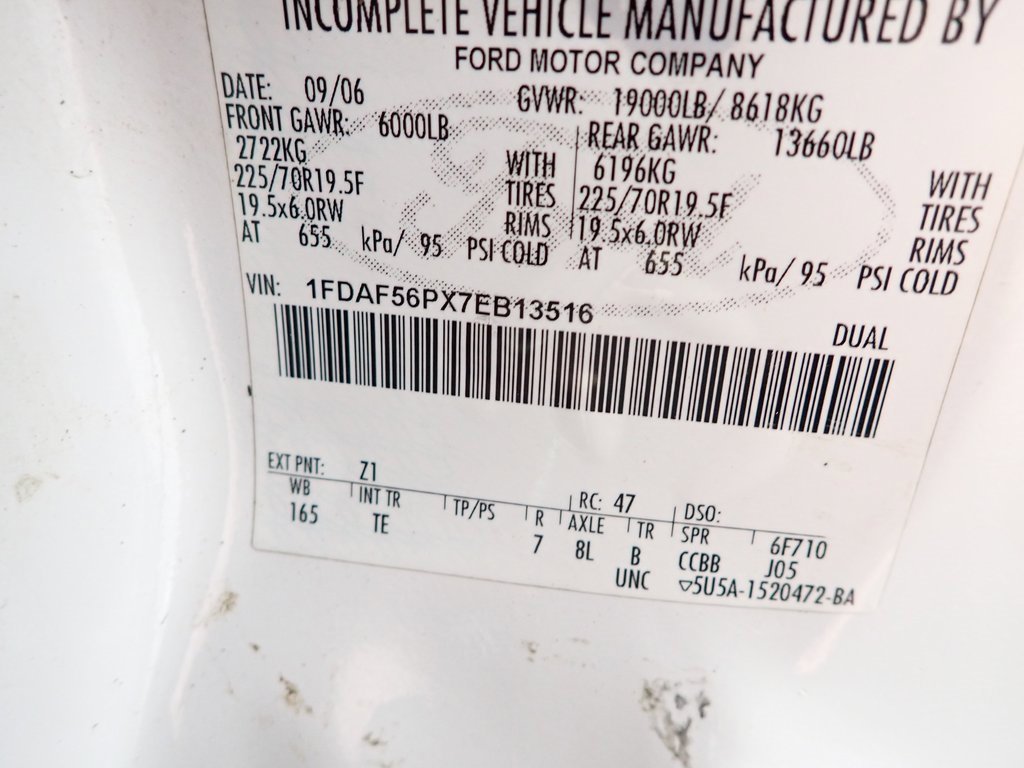 INCOMPLETE VEHICLE MANUFACTURED BY
FORD MOTOR COMPANY
DATE: 09/06 GVWR: 19000LB/ 8618KG
FRONT GAWR: 6000LB REAR GAWR: 13660LB
2722KG WITH 6196KG WITH
225/70R19.5F TIRES 225/70R19.5F TIRES
19.5x6.0RW RIMS 19.5x6.0RW RIMS
AT 655 kPa/ 95 PSI COLD AT 655 kPa/ 95 PSI COLD
VIN: 1FDAF56PX7EB13516
DUAL
EXT PNT: Z1 RC: 47 DSO:
WB INT TR TP/PS R AXLE TR SPR 6F710
165 TE 7 8L B CCBB J05
UNC ▽5U5A-1520472-BA